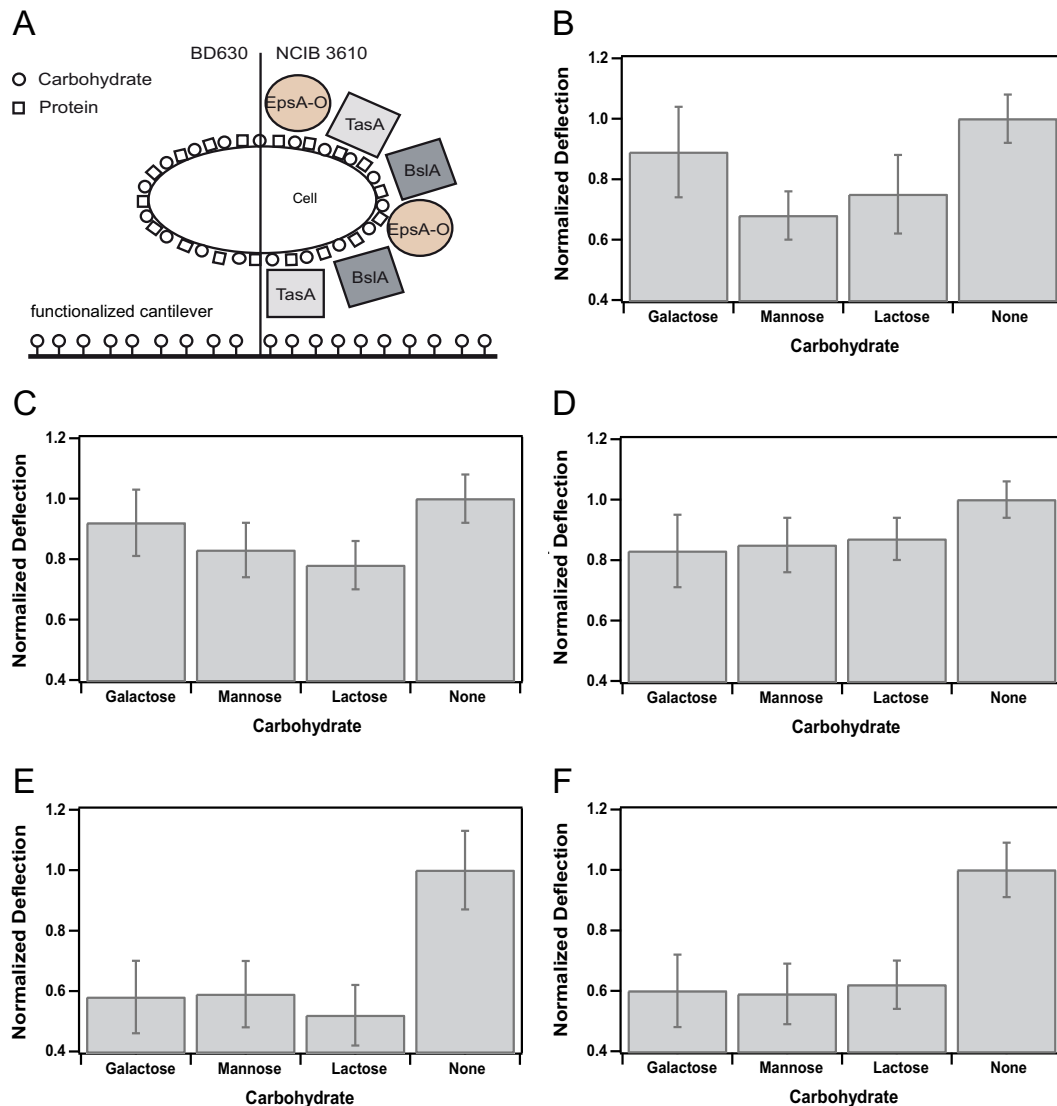 A
BD630
NCIB 3610
Carbohydrate
Protein
EpsA-O
TasA
BslA
Cell
EpsA-O
BslA
TasA
functionalized cantilever
B
Normalized Deflection
1.2
1.0
0.8
0.6
0.4
Galactose Mannose Lactose None
Carbohydrate
C
Normalized Deflection
1.2
1.0
0.8
0.6
0.4
Galactose Mannose Lactose None
Carbohydrate
D
Normalized Deflection
1.2
1.0
0.8
0.6
0.4
Galactose Mannose Lactose None
Carbohydrate
E
Normalized Deflection
1.2
1.0
0.8
0.6
0.4
Galactose Mannose Lactose None
Carbohydrate
F
Normalized Deflection
1.2
1.0
0.8
0.6
0.4
Galactose Mannose Lactose None
Carbohydrate